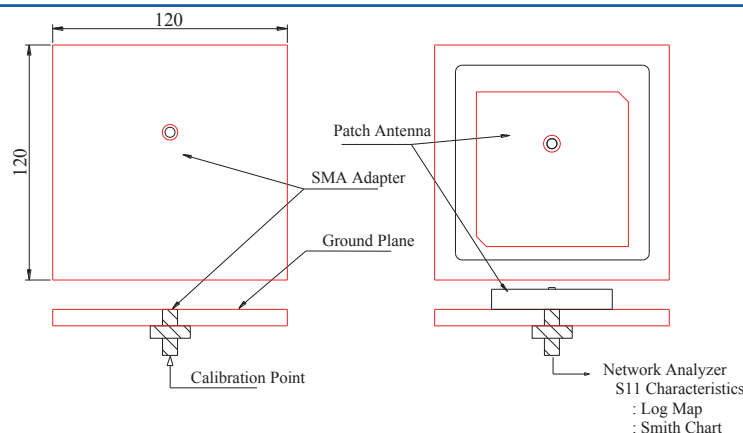 120
120
Patch Antenna
SMA Adapter
Ground Plane
Calibration Point
Network Analyzer
S11 Characteristics
: Log Map
: Smith Chart